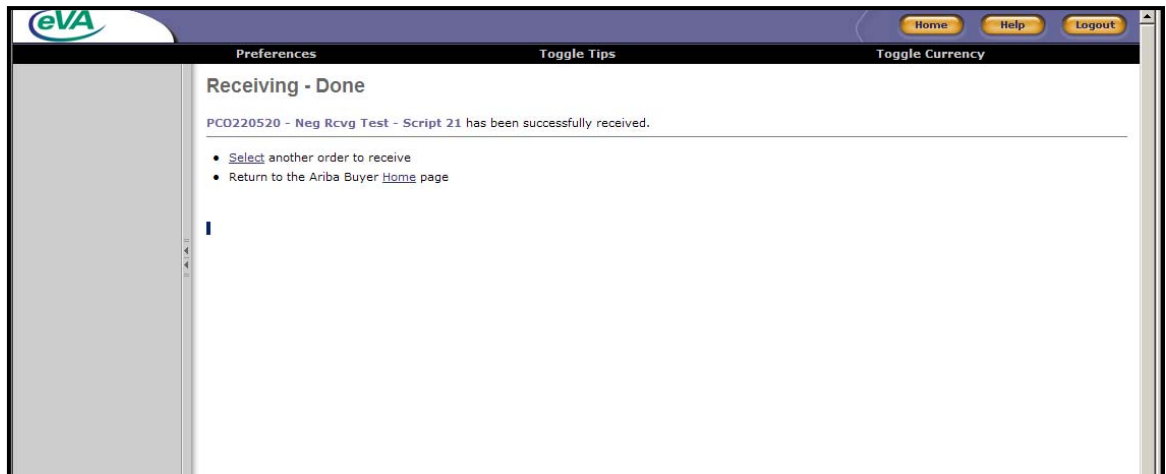 eVA
Home Help Logout
Preferences Toggle Tips Toggle Currency
Receiving - Done
PCO220520 - Neg Rcvg Test - Script 21 has been successfully received.
• Select another order to receive
• Return to the Ariba Buyer Home page